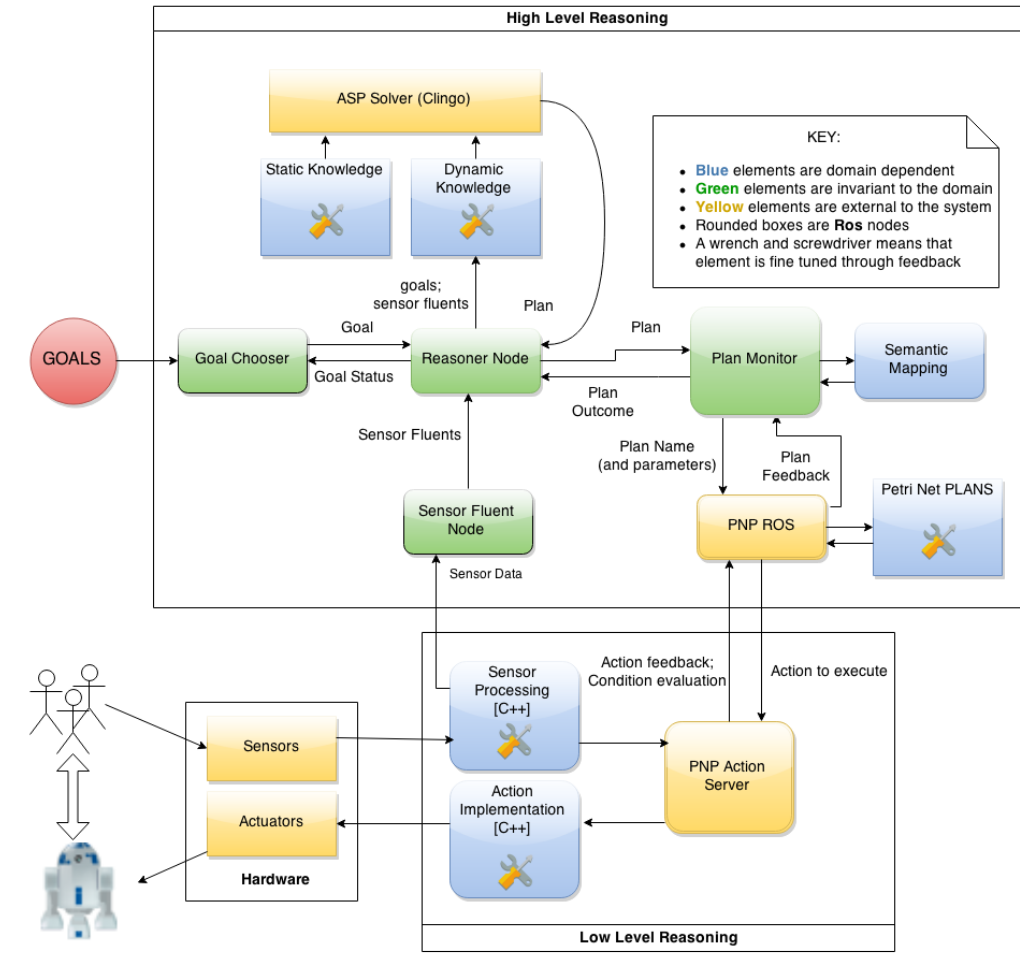 High Level Reasoning
ASP Solver (Clingo)
Static Knowledge
Dynamic
Knowledge
KEY:
• Blue elements are domain dependent
• Green elements are invariant to the domain
• Yellow elements are external to the system
• Rounded boxes are Ros nodes
• A wrench and screwdriver means that
element is fine tuned through feedback
goals;
sensor fluents
Plan
GOALS
Goal Chooser
Goal
Goal Status
Reasoner Node
Plan
Plan
Outcome
Plan Monitor
Semantic
Mapping
Sensor Fluents
Plan Name
(and parameters)
Plan
Feedback
Sensor Fluent
Node
PNP ROS
Petri Net PLANS
Sensor Data
Sensor
Processing
[C++]
Action feedback;
Condition evaluation
Action to execute
Sensors
PNP Action
Server
Actuators
Action
Implementation
[C++]
Hardware
Low Level Reasoning